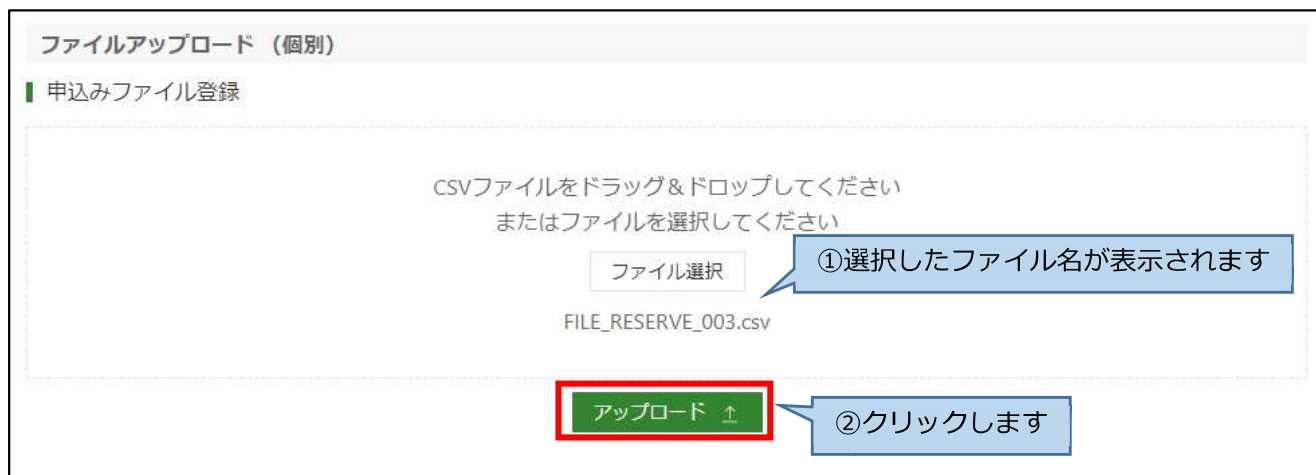 ファイルアップロード （個別）
申込みファイル登録
CSVファイルをドラッグ&ドロップしてください
またはファイルを選択してください
ファイル選択
①選択したファイル名が表示されます
FILE_RESERVE_003.csv
アップロード
②クリックします